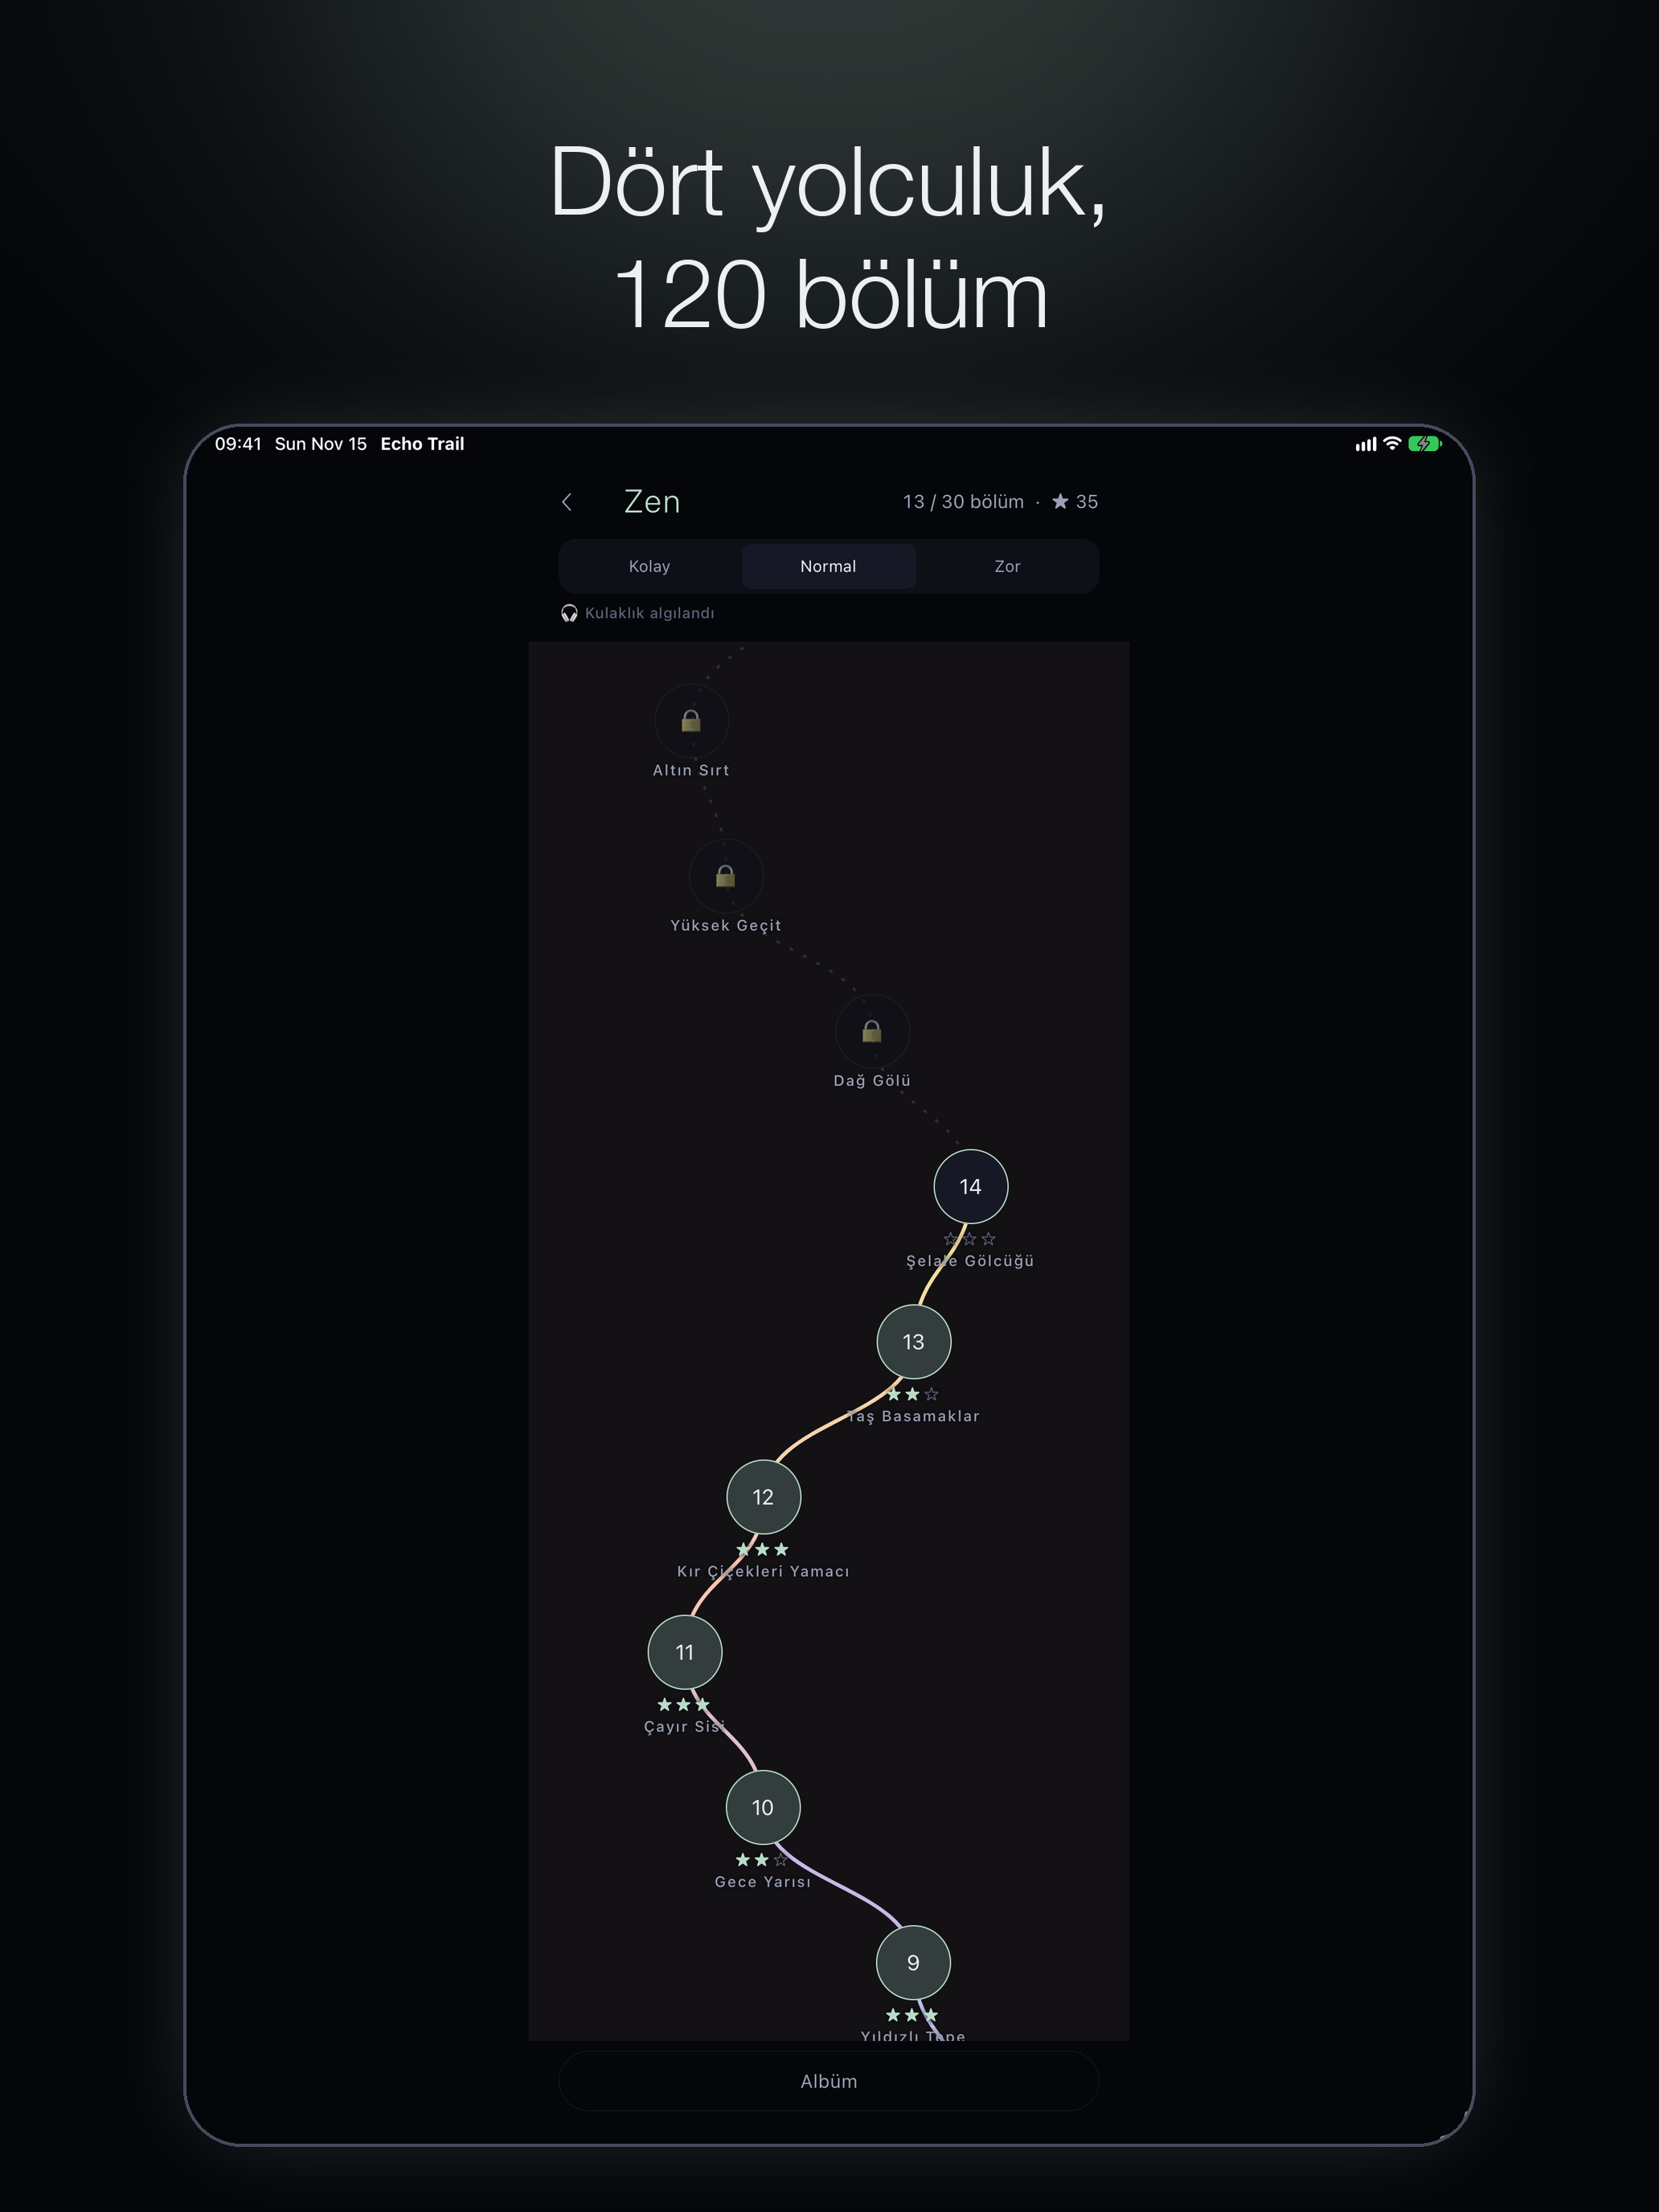 Dört yolculuk,
120 bölüm
09:41 Sun Nov 15 Echo Trail
Zen 13 / 30 bölüm · ★ 35
Kolay Normal Zor
Kulaklık algılandı
Altın Sırt
Yüksek Geçit
Dağ Gölü
14
Şelale Gölcüğü
13
Taş Basamaklar
12
Kır Çiçekleri Yamacı
11
Çayır Sisi
10
Gece Yarısı
9
Yıldızlı Tepe
Albüm